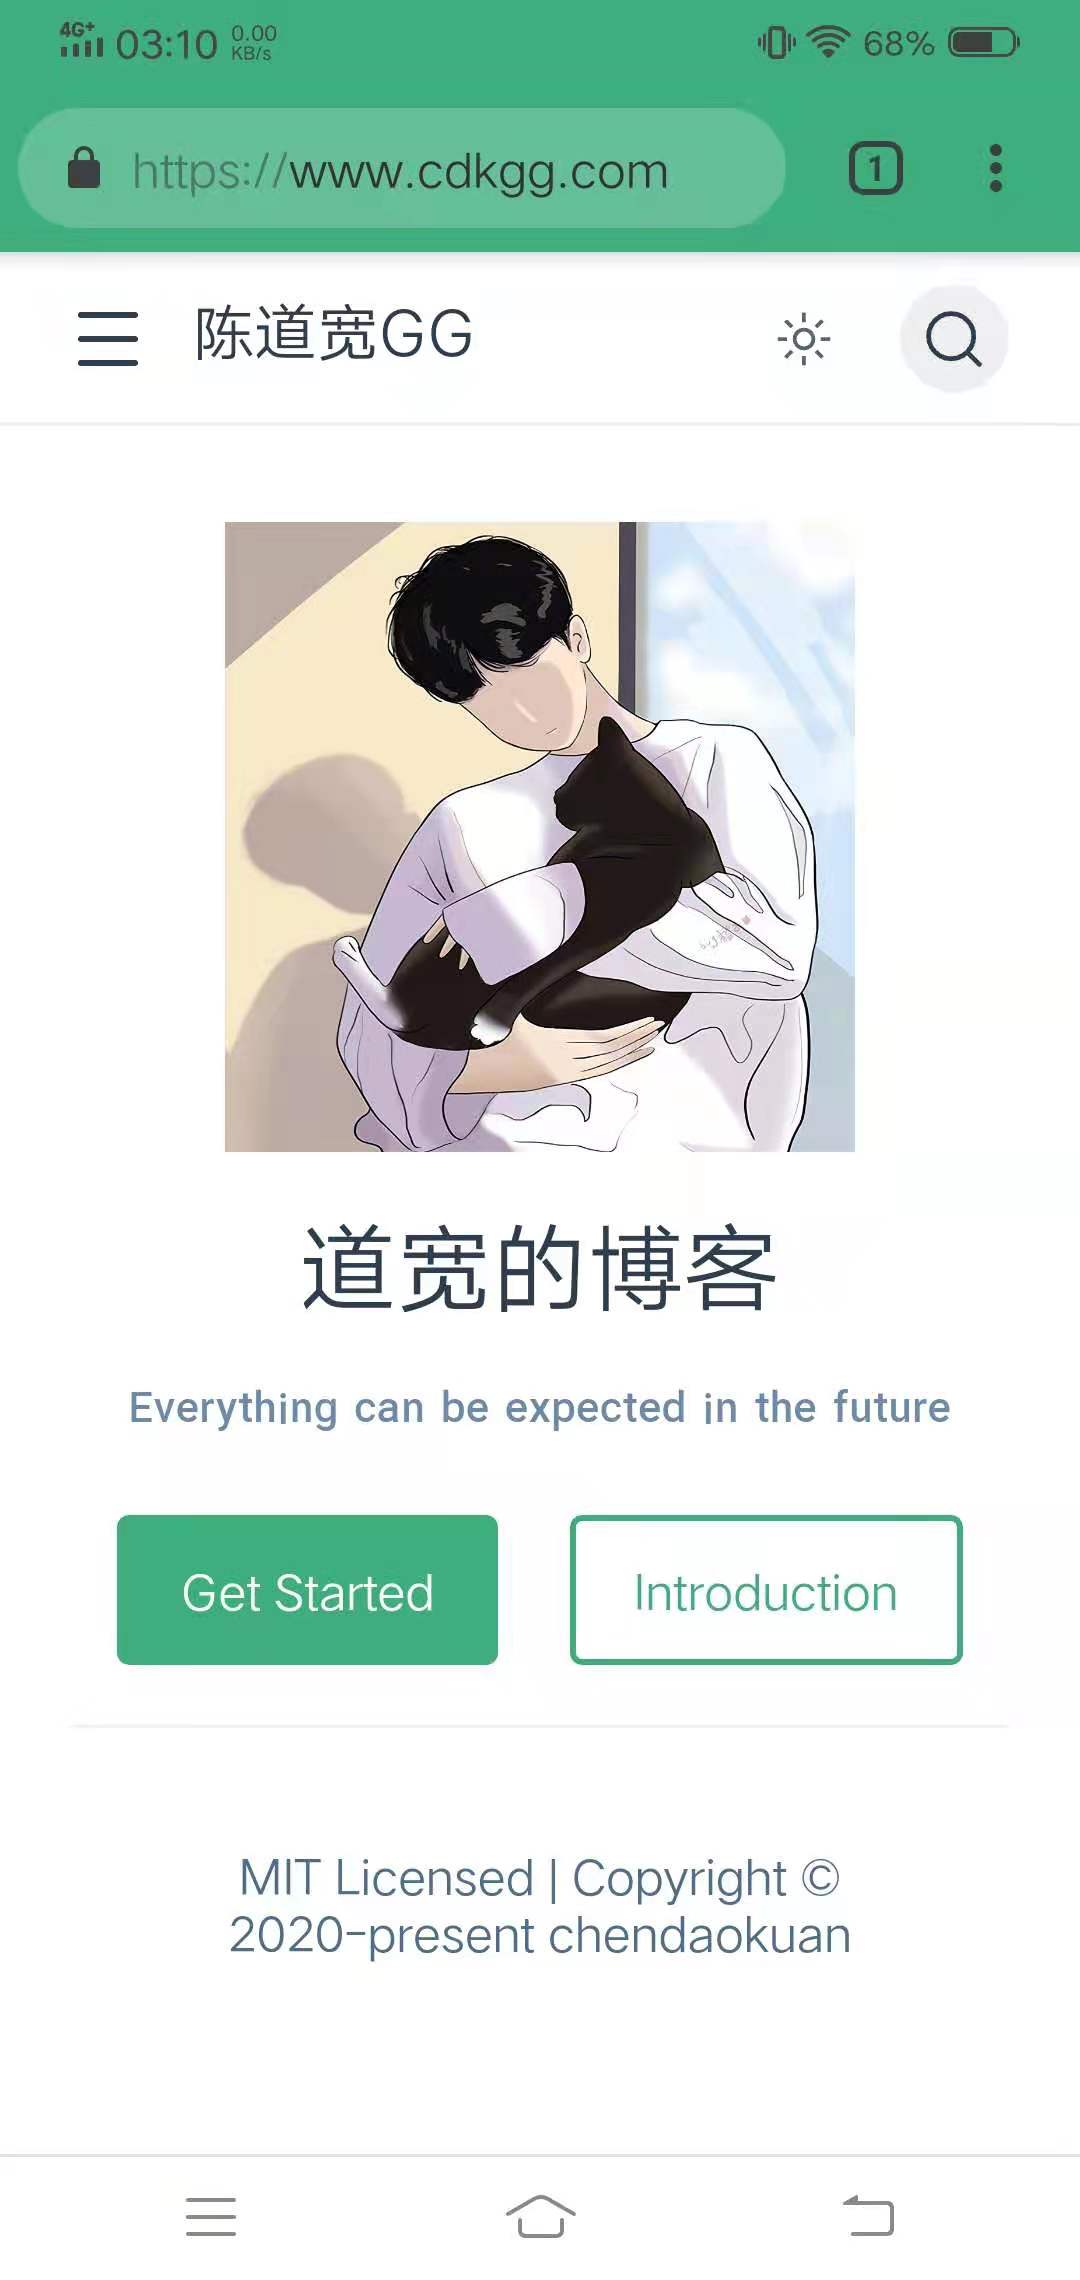 4G+ 03:10 0.00 KB/s 68%
https://www.cdkgg.com 1
陈道宽GG
道宽的博客
Everything can be expected in the future
Get Started Introduction
MIT Licensed | Copyright ©
2020-present chendaokuan